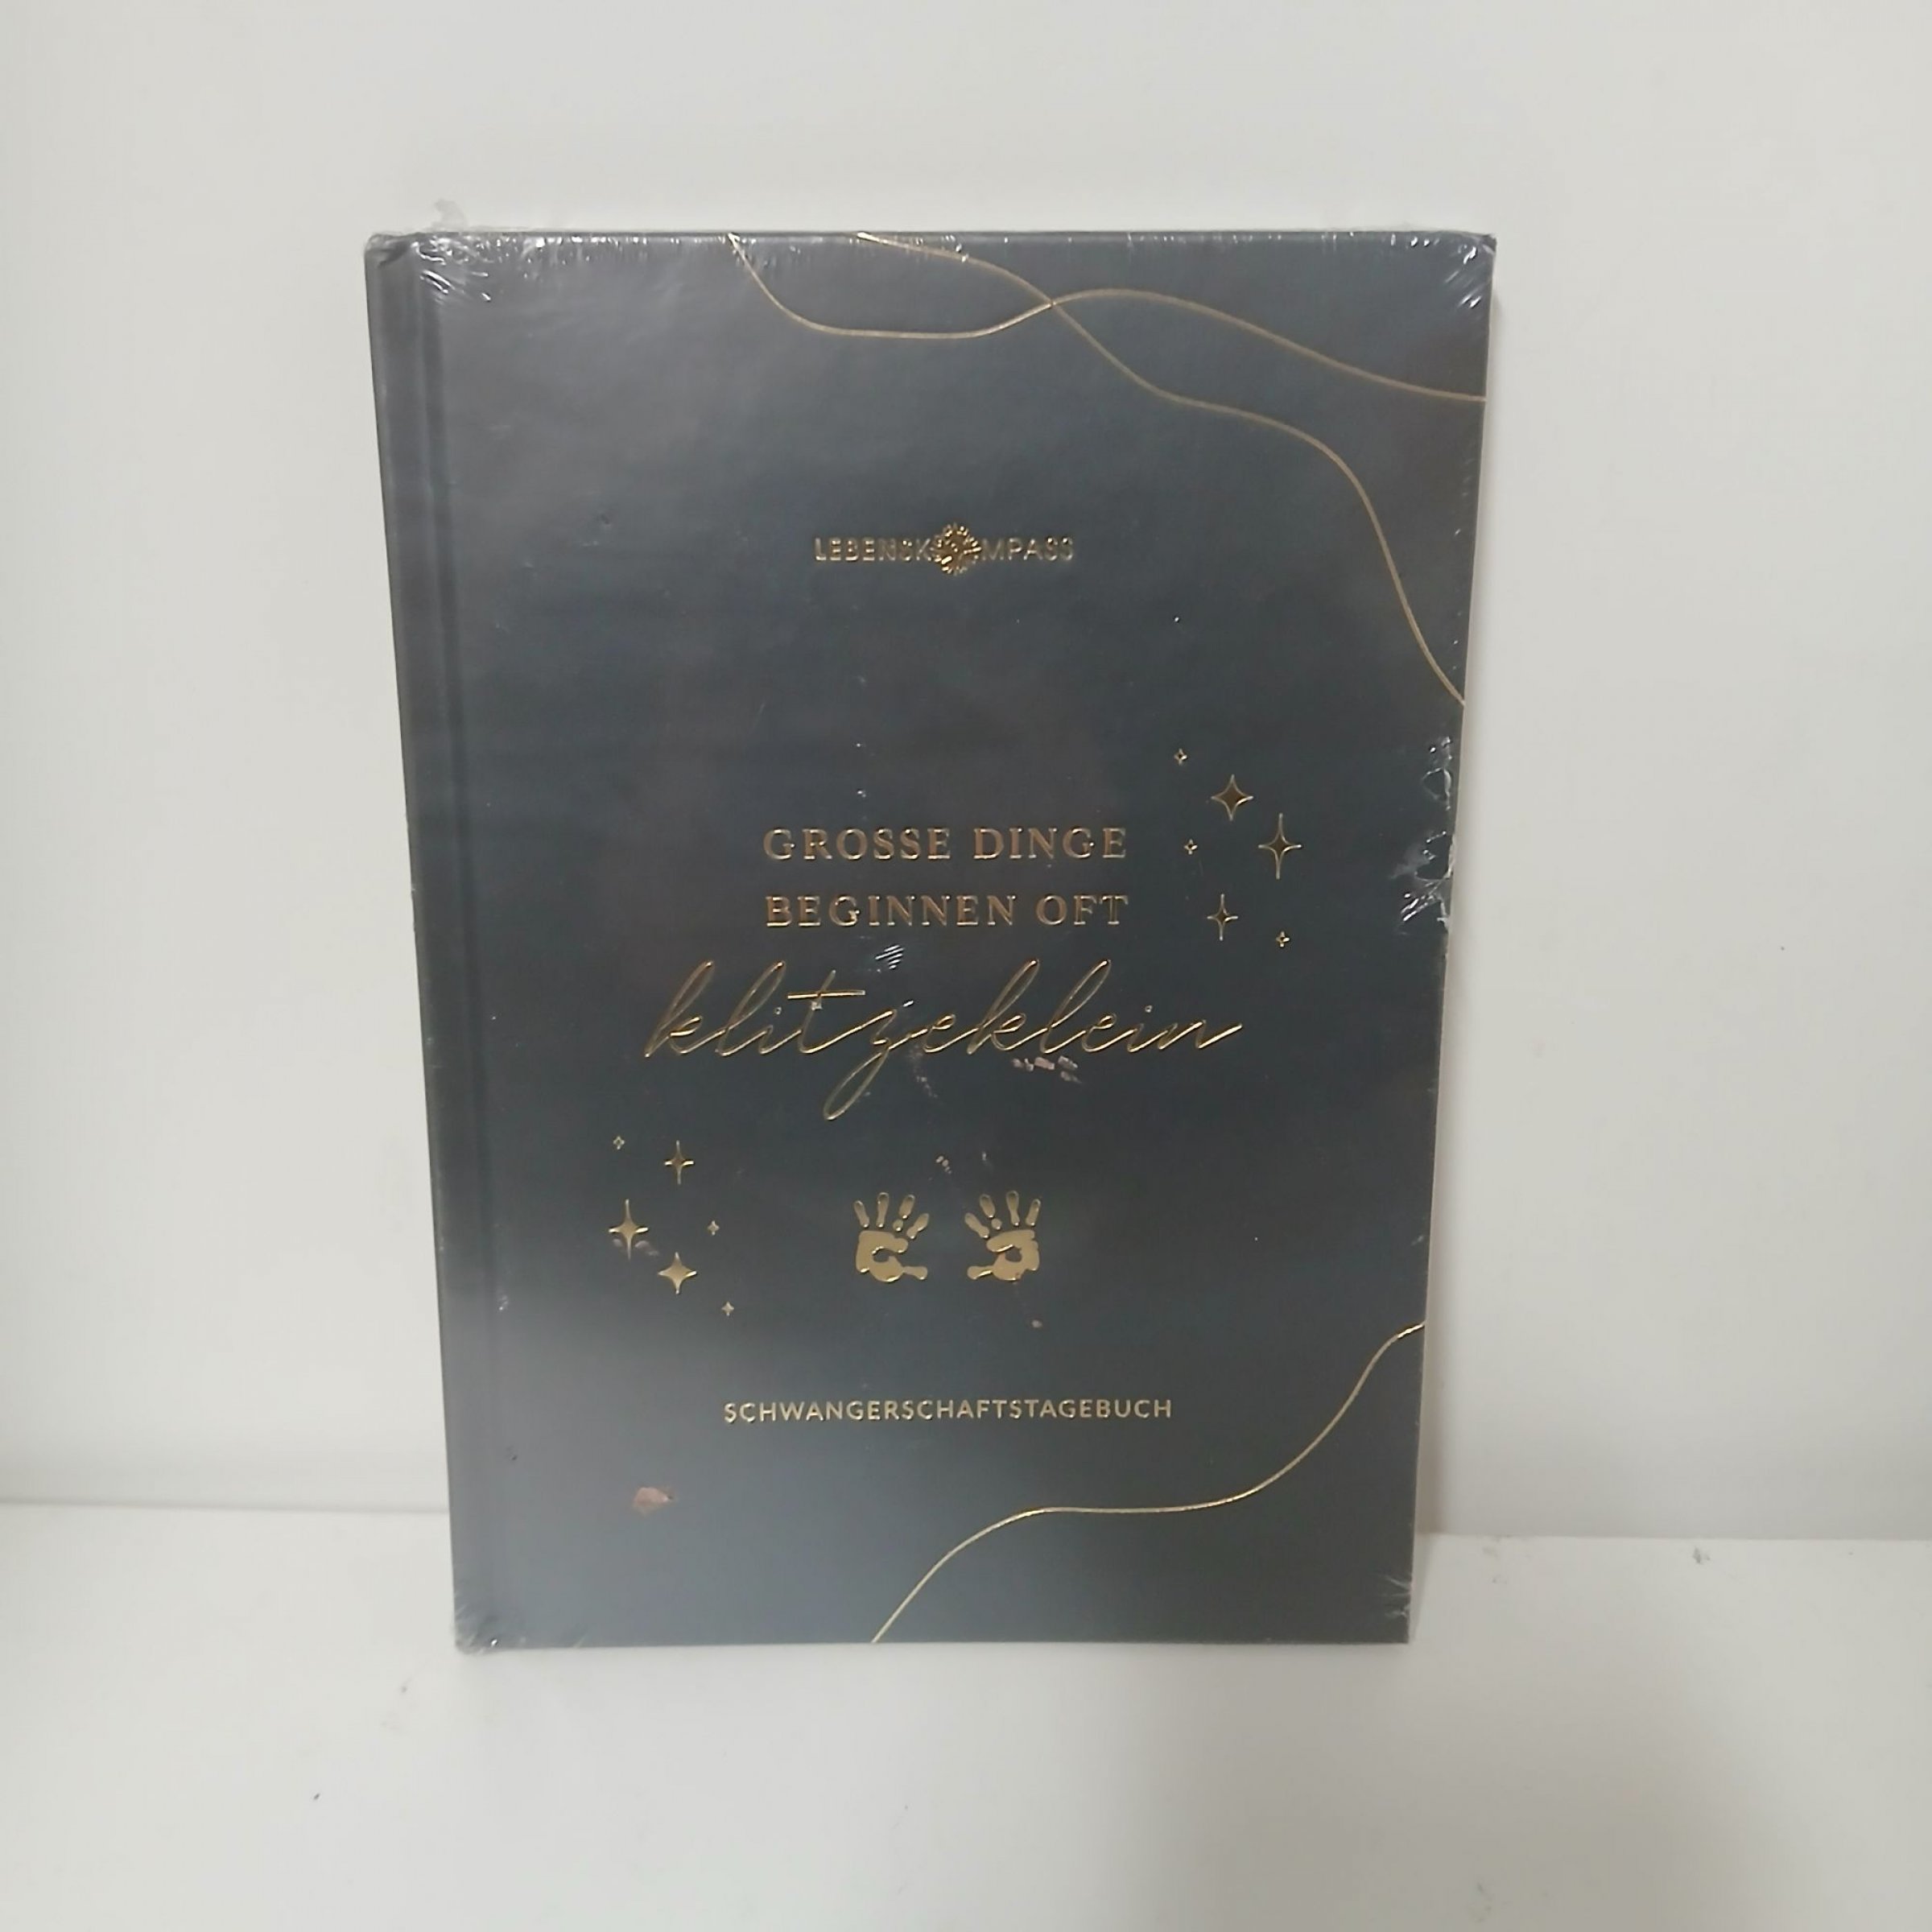 LEBENSKOMPASS
GROSSE DINGE
BEGINNEN OFT
klitzeklein
SCHWANGERSCHAFTSTAGEBUCH